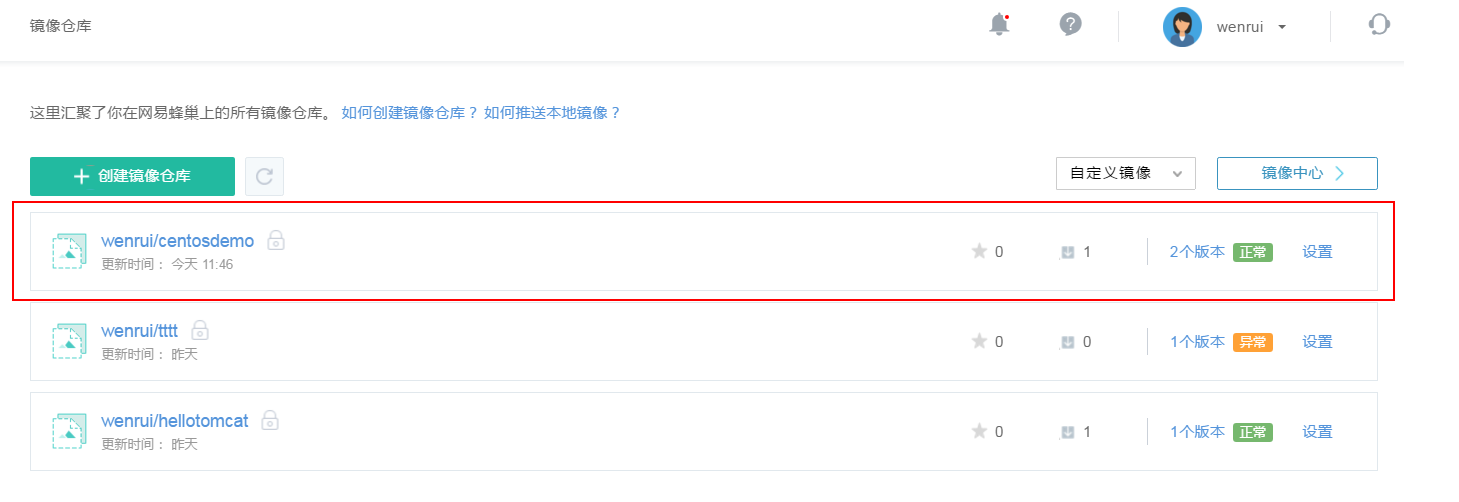 镜像仓库
wenrui
这里汇聚了你在网易蜂巢上的所有镜像仓库。 如何创建镜像仓库？ 如何推送本地镜像？
创建镜像仓库 自定义镜像 镜像中心
wenrui/centosdemo 0 1 2个版本 正常 设置
更新时间： 今天 11:46
wenrui/tttt 0 0 1个版本 异常 设置
更新时间： 昨天
wenrui/hellotomcat 0 1 1个版本 正常 设置
更新时间： 昨天